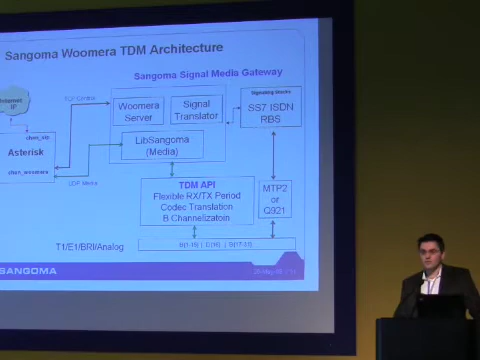 Sangoma Woomera TDM Architecture
Sangoma Signal Media Gateway
Internet
IP
TCP Control
Woomera
Server
Signal
Translator
Signaling Stacks
SS7 ISDN
RBS
chan_sip
Asterisk
chan_woomera
LibSangoma
(Media)
UDP Media
TDM API
Flexible RX/TX Period
Codec Translation
B Channelizatoin
MTP2
or
Q921
T1/E1/BRI/Analog
SANGOMA